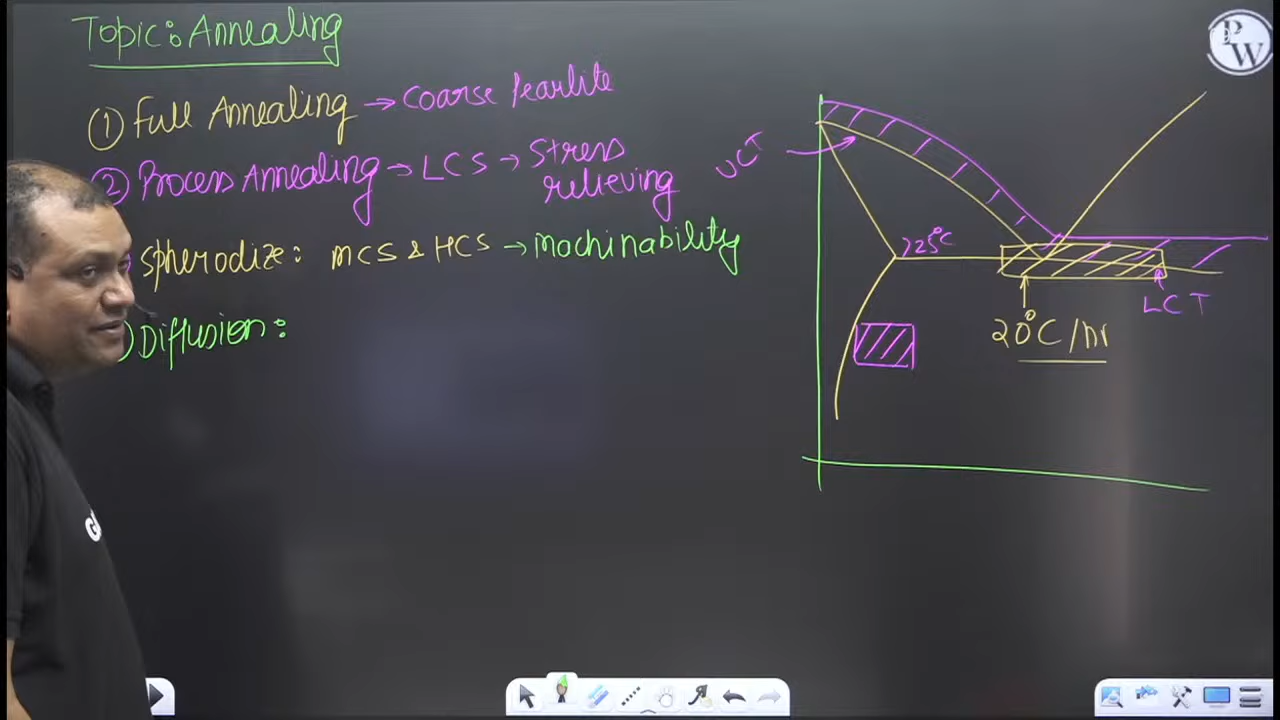 Topic: Annealing
① Full Annealing → Coarse Pearlite
② Process Annealing → LCS → Stress
relieving
Spherodize: MCS & HCS → machinability
) Diffusion:
UCT
725°C
LCT
20°C/hr
PW